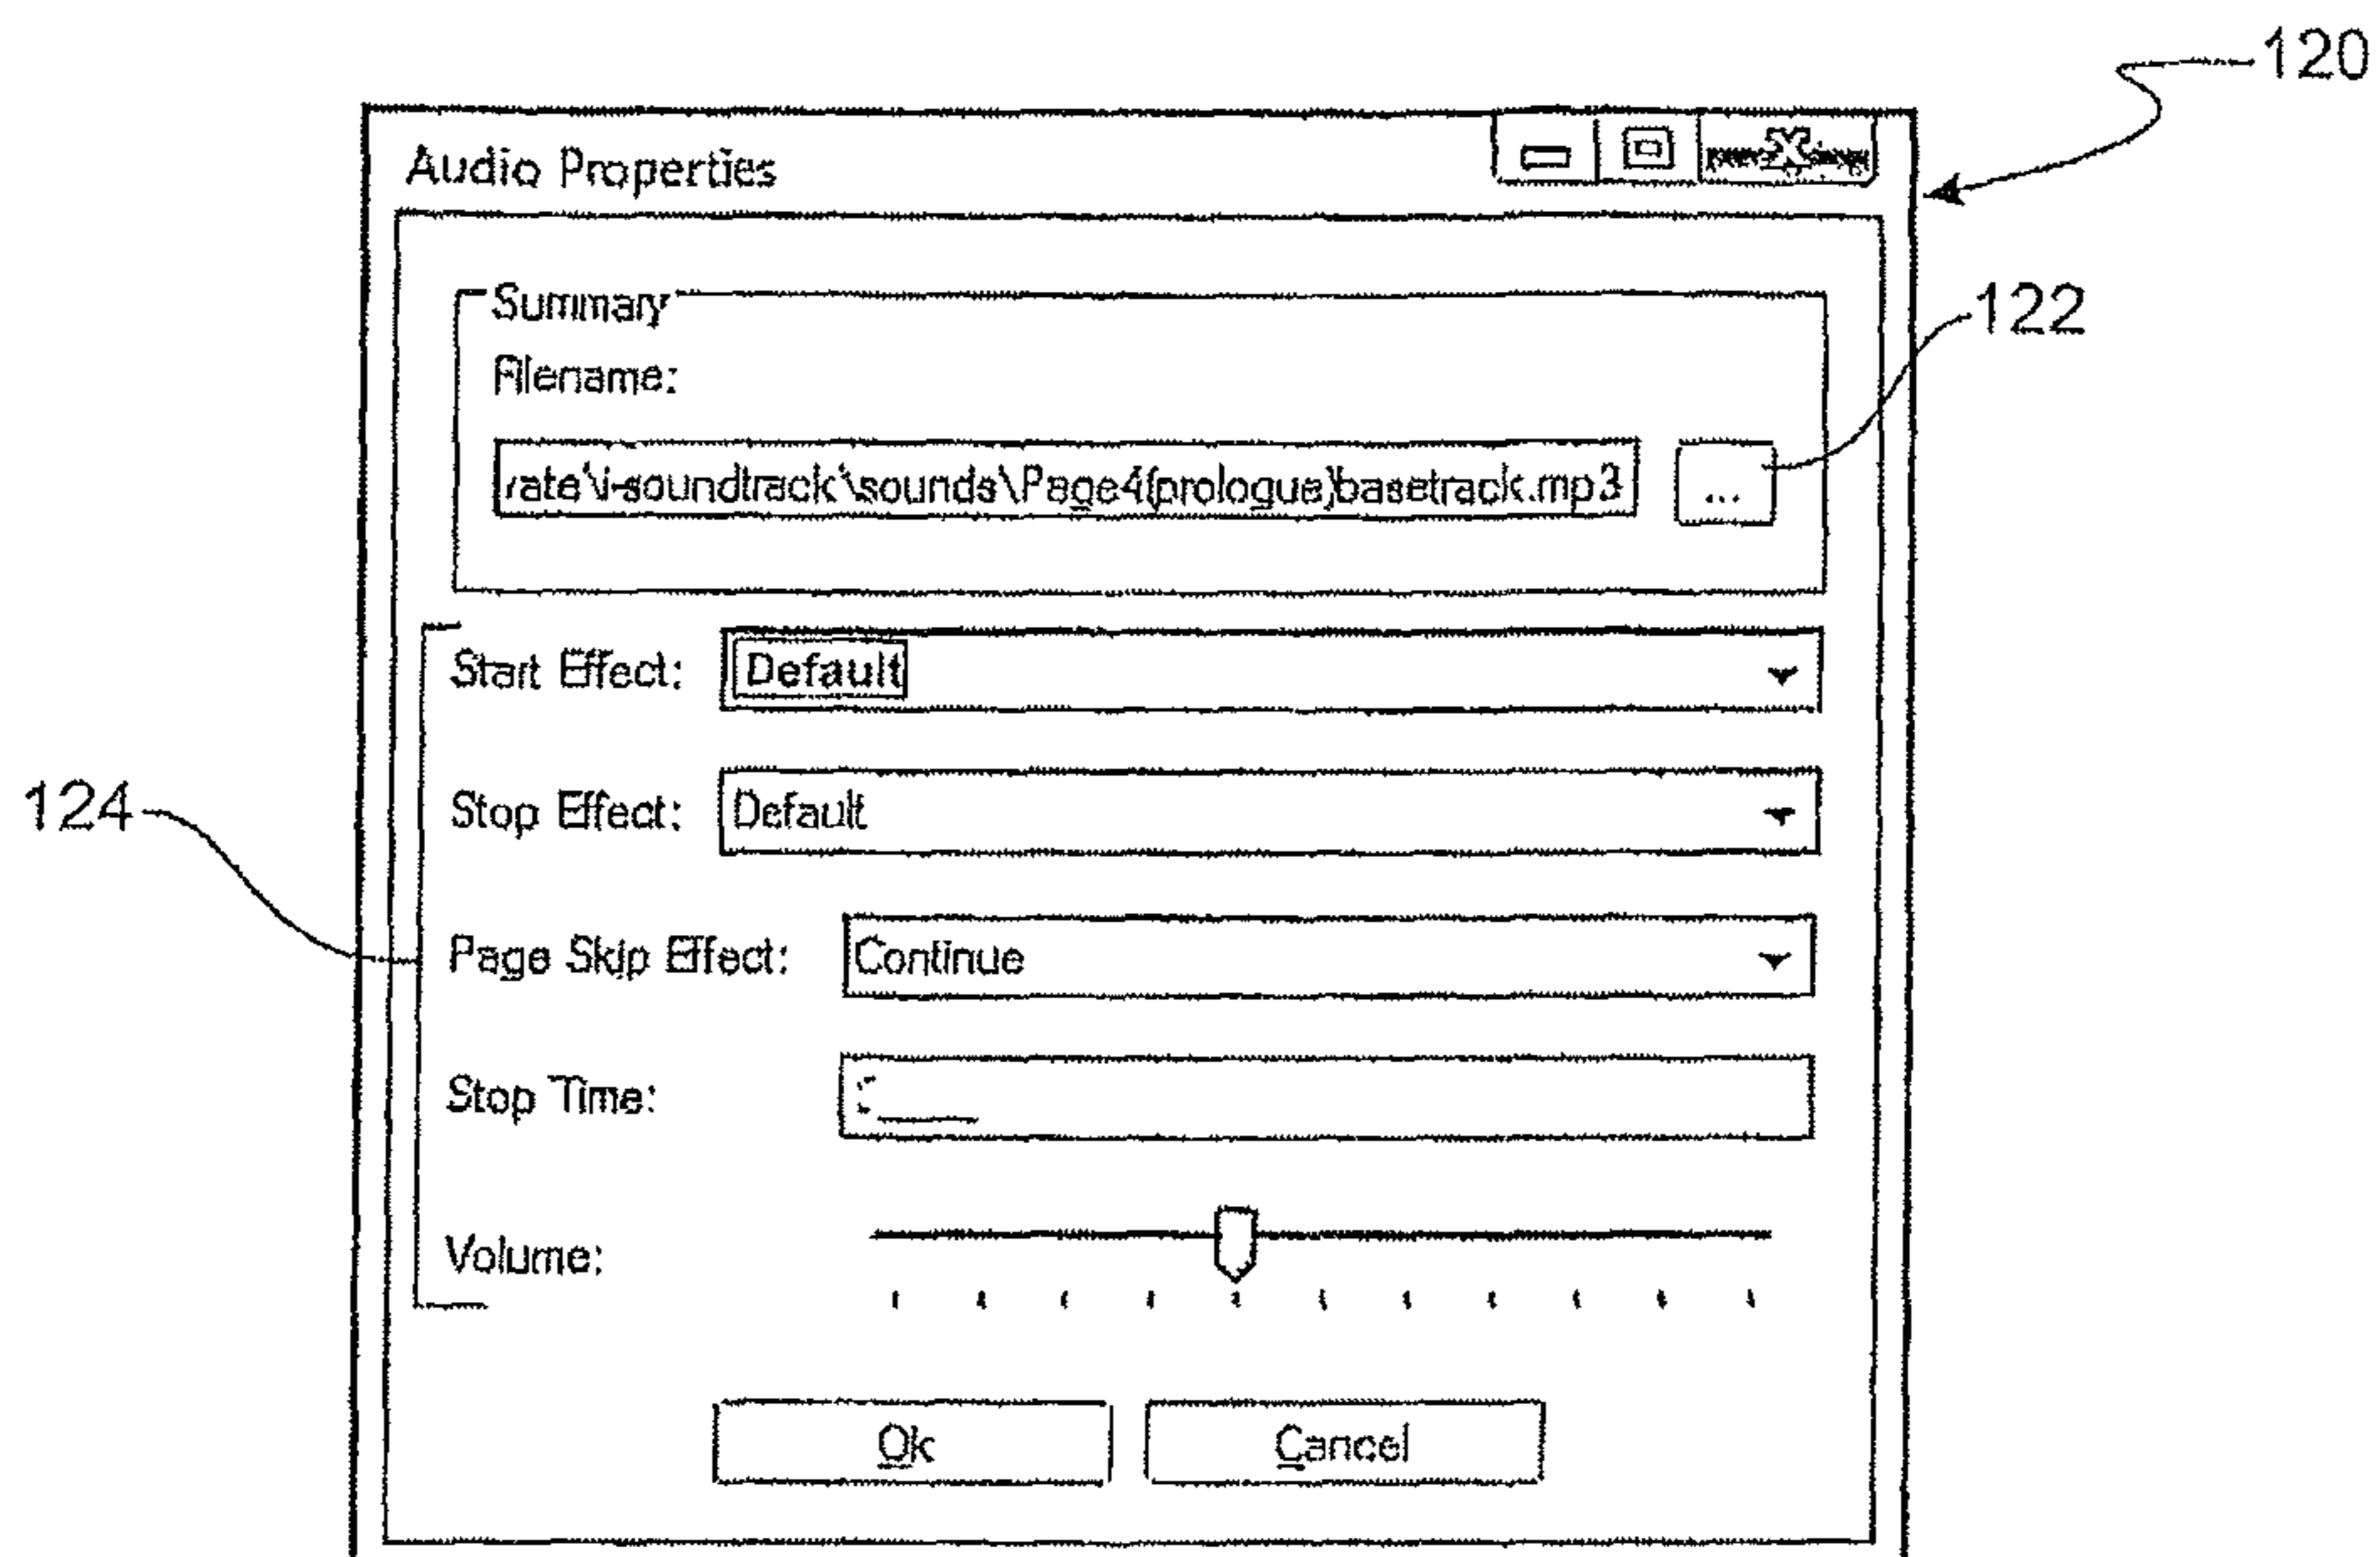 120
Audio Properties
122
Summary
Filename:
rate\i-soundtrack\sounds\Page4(prologue)basetrack.mp3 ...
Start Effect: Default
124
Stop Effect: Default
Page Skip Effect: Continue
Stop Time:
Volume:
Ok Cancel